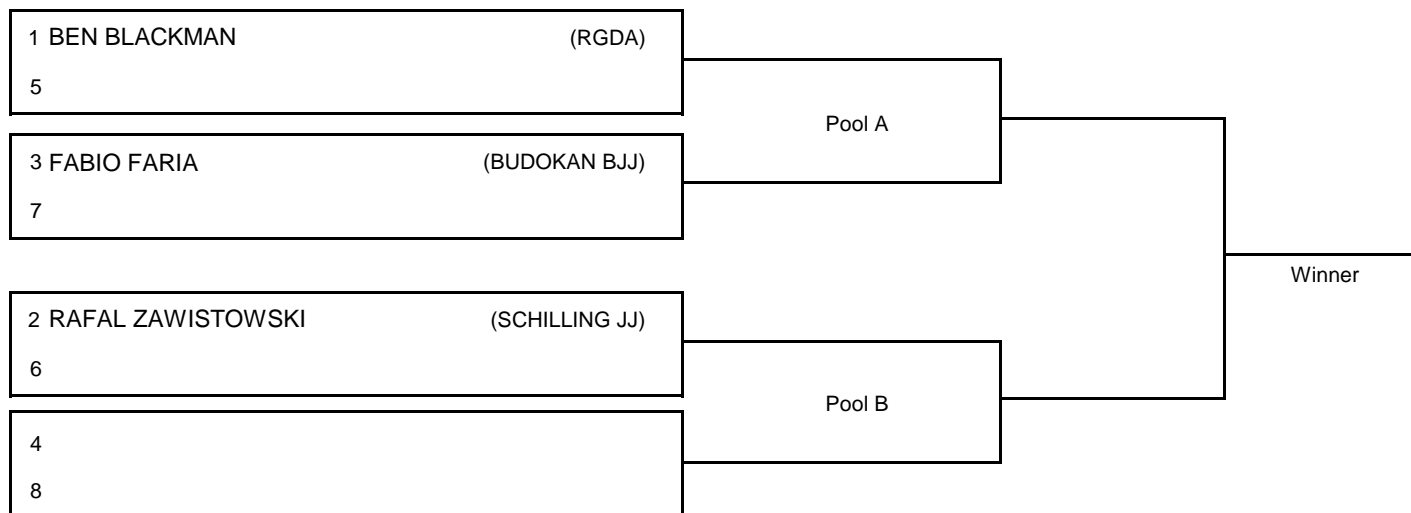 1 BEN BLACKMAN (RGDA)
5
Pool A
3 FABIO FARIA (BUDOKAN BJJ)
7
Winner
2 RAFAL ZAWISTOWSKI (SCHILLING JJ)
6
Pool B
4
8